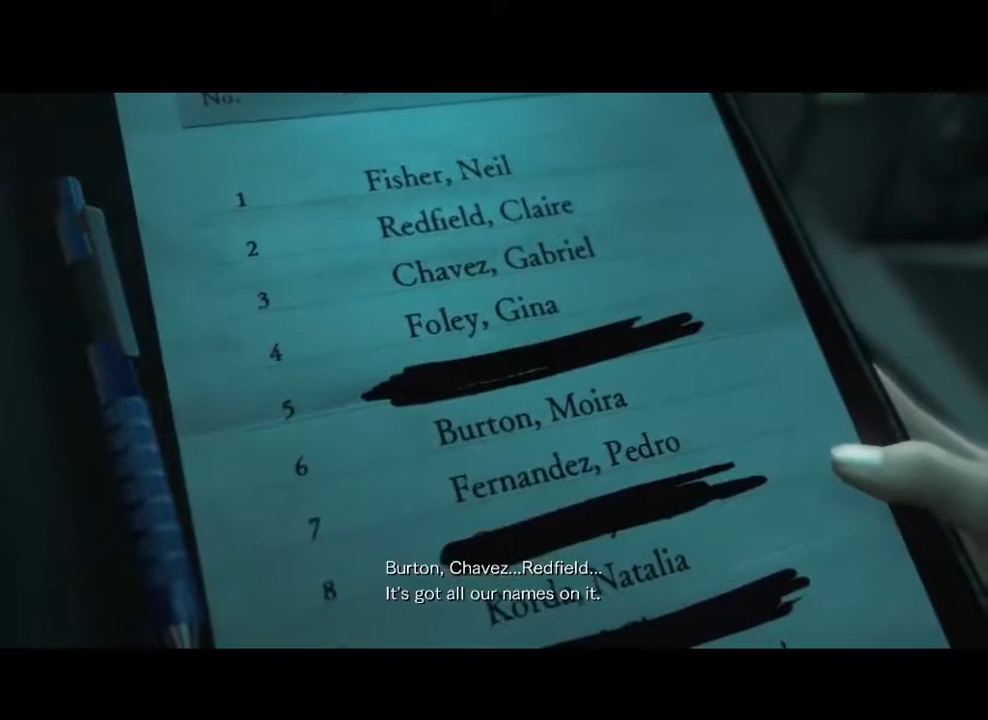 No.
1 Fisher, Neil
2 Redfield, Claire
3 Chavez, Gabriel
4 Foley, Gina
5
6 Burton, Moira
7 Fernandez, Pedro
8
Korda, Natalia
Burton, Chavez...Redfield...
It's got all our names on it.